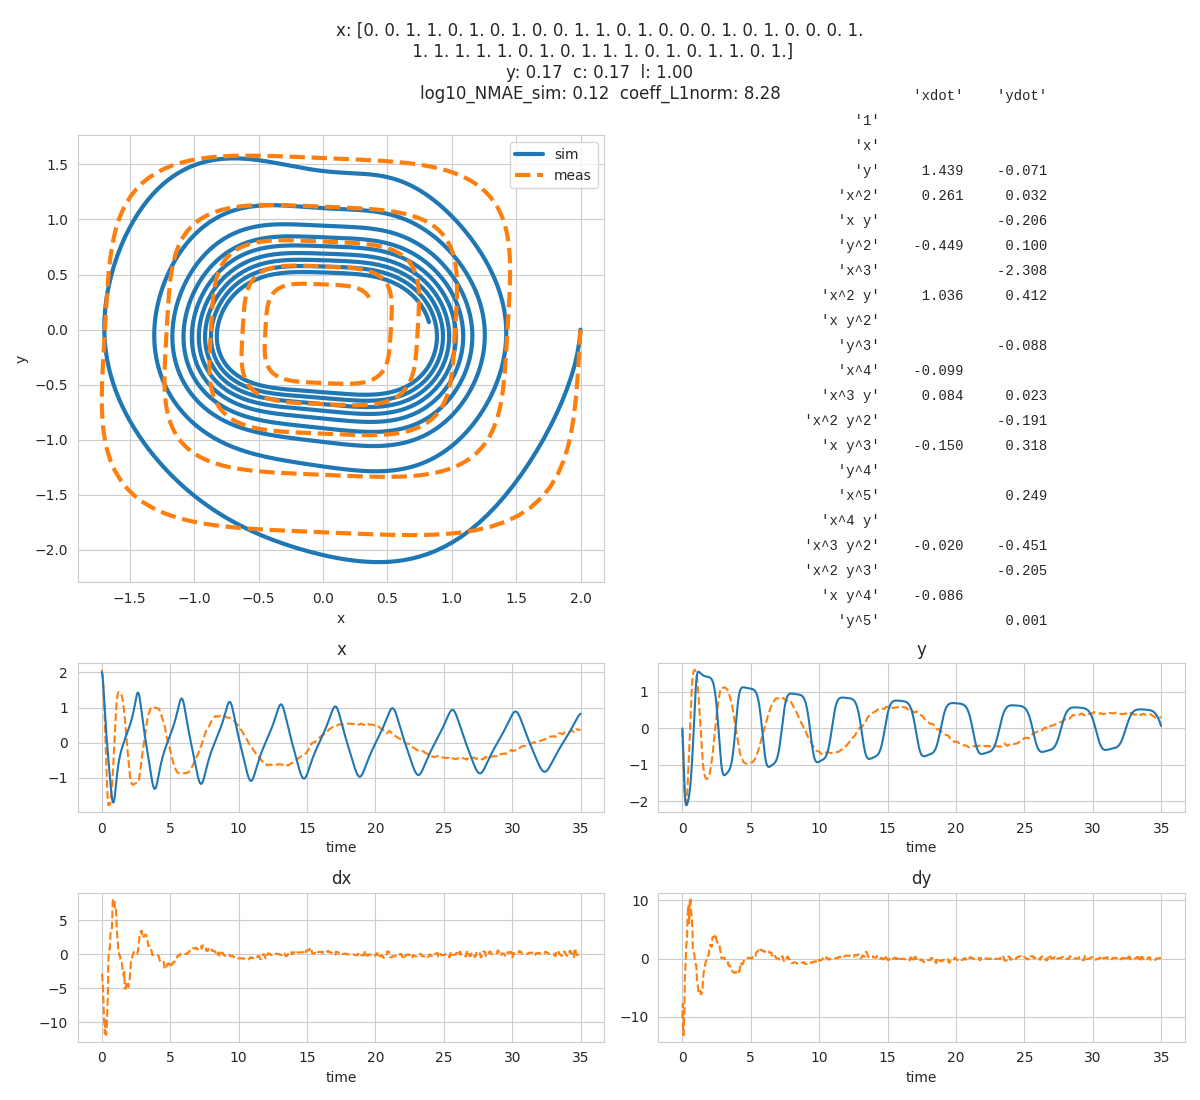 x: [0. 0. 1. 1. 0. 1. 0. 1. 0. 0. 1. 1. 0. 1. 0. 0. 0. 1. 0. 1. 0. 0. 0. 1.
1. 1. 1. 1. 1. 0. 1. 0. 1. 1. 1. 0. 1. 0. 1. 1. 0. 1.]
y: 0.17 c: 0.17 l: 1.00
log10_NMAE_sim: 0.12 coeff_L1norm: 8.28
'xdot' 'ydot'
'1'
'x'
'y' 1.439 -0.071
'x^2' 0.261 0.032
'x y' -0.206
'y^2' -0.449 0.100
'x^3' -2.308
'x^2 y' 1.036 0.412
'x y^2'
'y^3' -0.088
'x^4' -0.099
'x^3 y' 0.084 0.023
'x^2 y^2' -0.191
'x y^3' -0.150 0.318
'y^4'
'x^5' 0.249
'x^4 y'
'x^3 y^2' -0.020 -0.451
'x^2 y^3' -0.205
'x y^4' -0.086
'y^5' 0.001
sim
meas
1.5
1.0
0.5
0.0
−0.5
−1.0
−1.5
−2.0
y
−1.5 −1.0 −0.5 0.0 0.5 1.0 1.5 2.0
x
x
2
1
0
−1
0 5 10 15 20 25 30 35
time
y
1
0
−1
−2
0 5 10 15 20 25 30 35
time
dx
5
0
−5
−10
0 5 10 15 20 25 30 35
time
dy
10
0
−10
0 5 10 15 20 25 30 35
time